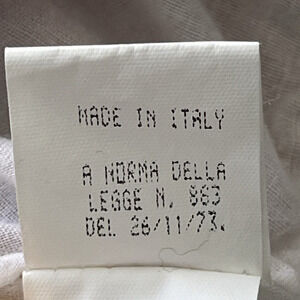 MADE IN ITALY
A NORMA DELLA
LEGGE N. 883
DEL 26/11/73.